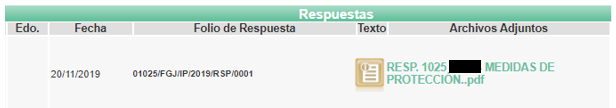 Respuestas
Edo. Fecha Folio de Respuesta Texto Archivos Adjuntos
20/11/2019 01025/FGJ/IP/2019/RSP/0001 RESP. 1025 MEDIDAS DE
PROTECCION..pdf